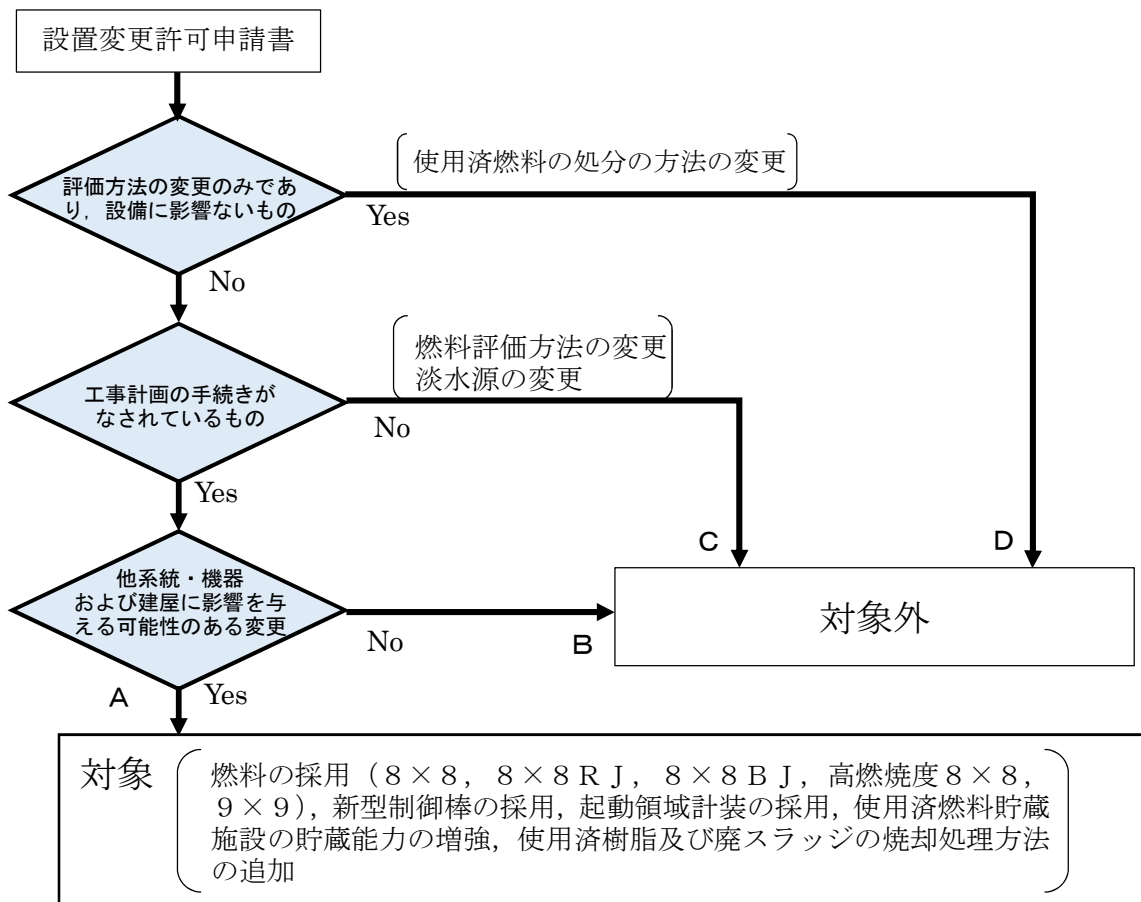 設置変更許可申請書
評価方法の変更のみであ
り，設備に影響ないもの
使用済燃料の処分の方法の変更
Yes
No
工事計画の手続きが
なされているもの
燃料評価方法の変更
淡水源の変更
No
Yes
他系統・機器
および建屋に影響を与
える可能性のある変更
No
B
C
D
対象外
A
Yes
対象
燃料の採用（８×８，８×８ＲＪ，８×８ＢＪ，高燃焼度８×８，
９×９），新型制御棒の採用，起動領域計装の採用，使用済燃料貯蔵
施設の貯蔵能力の増強，使用済樹脂及び廃スラッジの焼却処理方法
の追加